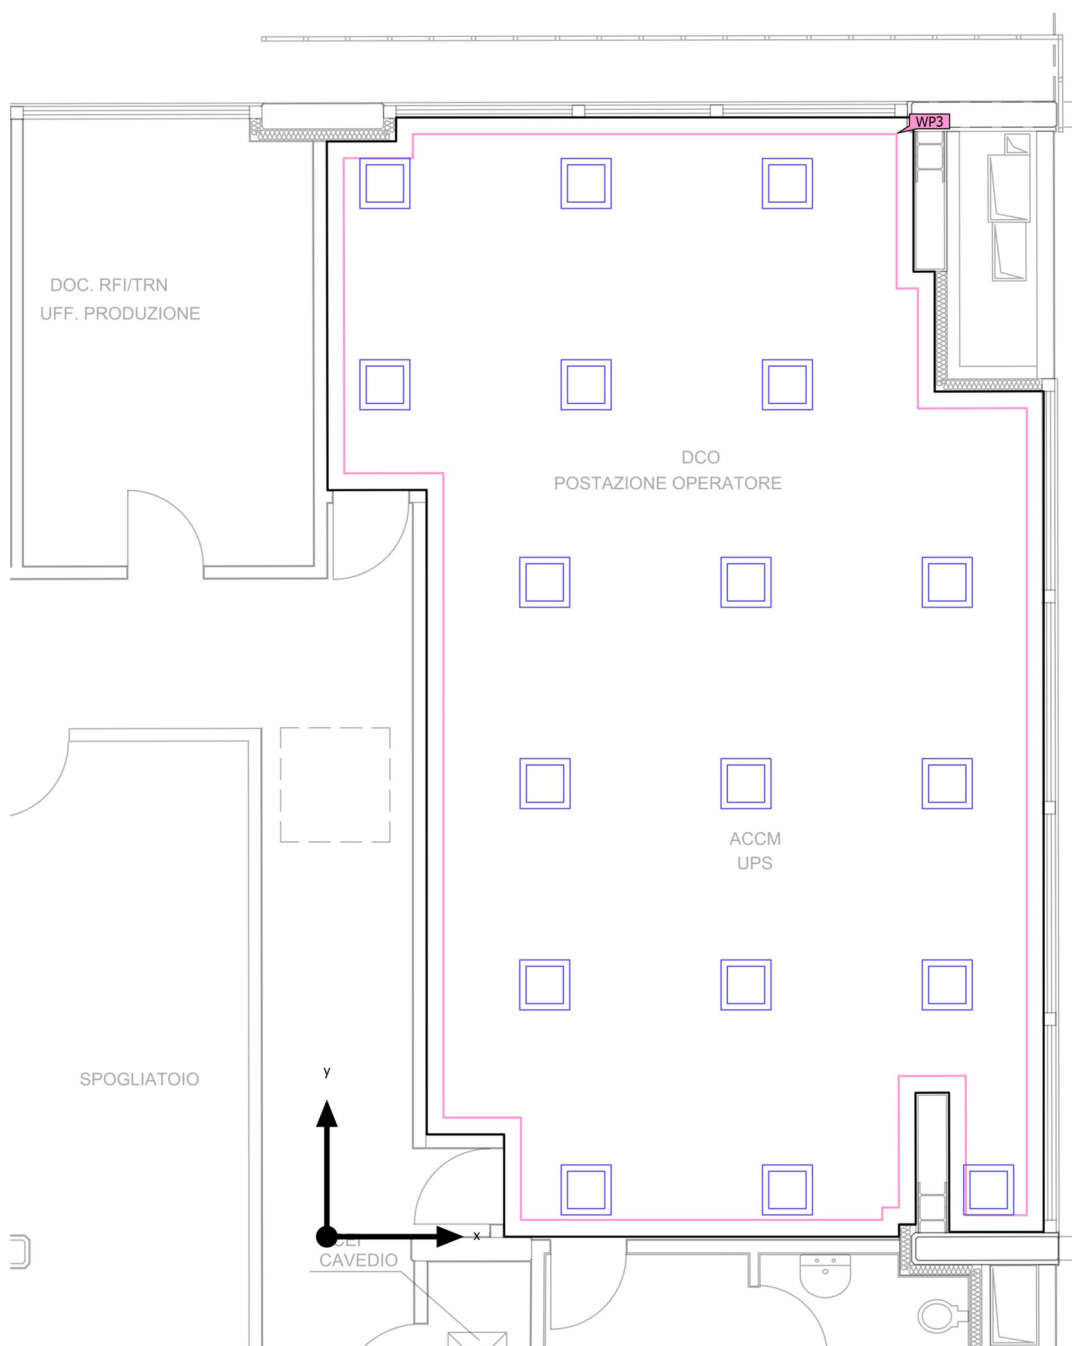 WP3
DOC. RFI/TRN
UFF. PRODUZIONE
DCO
POSTAZIONE OPERATORE
ACCM
UPS
SPOGLIATOIO
y
x
CAVEDIO